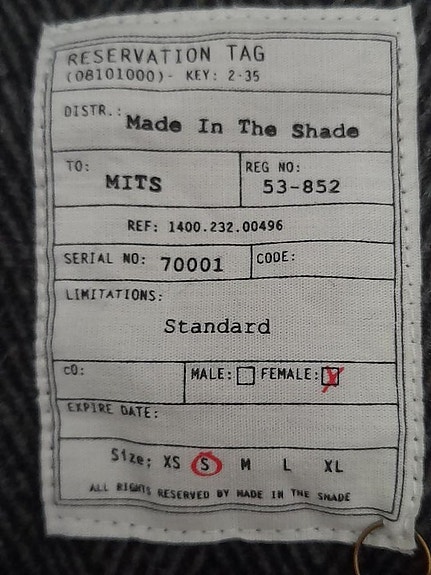 RESERVATION TAG
(08101000)- KEY: 2-35
DISTR.: Made In The Shade
TO: MITS
REG NO: 53-852
REF: 1400.232.00496
SERIAL NO: 70001
CODE:
LIMITATIONS:
Standard
cO:
MALE: FEMALE: X
EXPIRE DATE:
Size: XS S M L XL
ALL RIGHTS RESERVED BY MADE IN THE SHADE